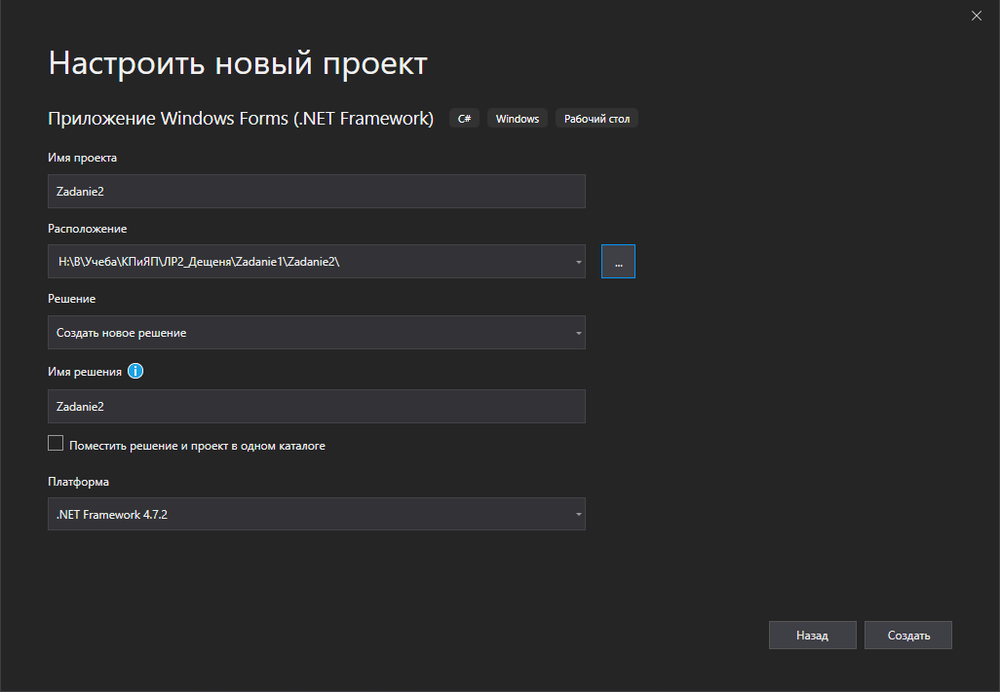 Настроить новый проект
Приложение Windows Forms (.NET Framework) C# Windows Рабочий стол
Имя проекта
Zadanie2
Расположение
H:\В\Учеба\КПиЯП\ЛР2_Дещеня\Zadanie1\Zadanie2\
...
Решение
Создать новое решение
Имя решения
Zadanie2
Поместить решение и проект в одном каталоге
Платформа
.NET Framework 4.7.2
Назад Создать